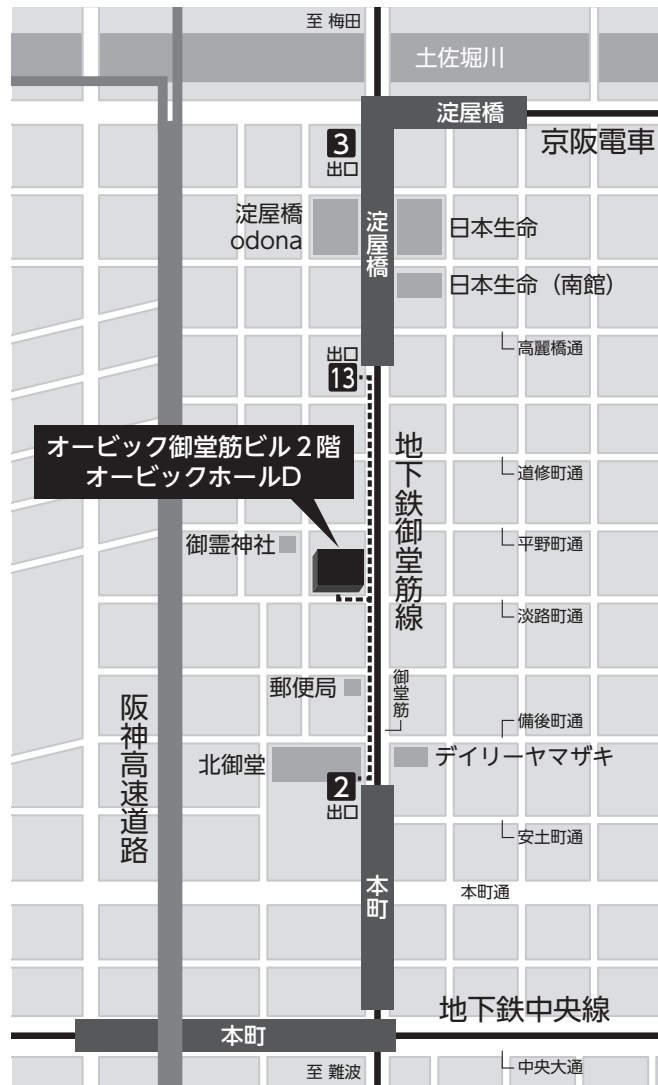 至 梅田
土佐堀川
淀屋橋
京阪電車
3
出口
淀屋橋
odona
淀屋橋
日本生命
日本生命（南館）
高麗橋通
出口
13
オービック御堂筋ビル２階
オービックホールD
地下鉄御堂筋線
道修町通
御霊神社
平野町通
淡路町通
郵便局
御堂筋
阪神高速道路
備後町通
北御堂
デイリーヤマザキ
2
出口
安土町通
本町
本町通
地下鉄中央線
本町
至 難波
中央大通